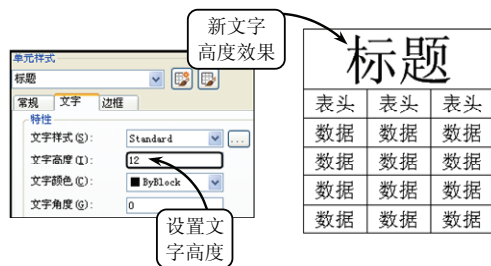 新文字
高度效果
单元样式
标题
常规 文字 边框
特性
文字样式(S): Standard ...
文字高度(I): 12
文字颜色(C): ByBlock
文字角度(G): 0
设置文
字高度
标题
表头 表头 表头
数据 数据 数据
数据 数据 数据
数据 数据 数据
数据 数据 数据